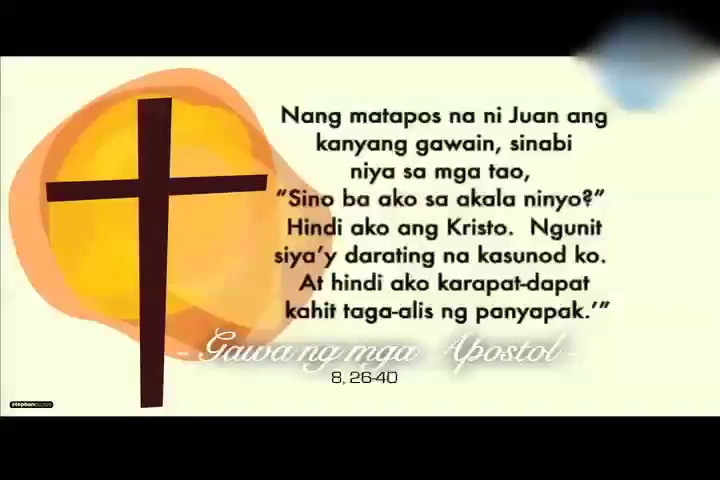 Nang matapos na ni Juan ang
kanyang gawain, sinabi
niya sa mga tao,
“Sino ba ako sa akala ninyo?”
Hindi ako ang Kristo. Ngunit
siya’y darating na kasunod ko.
At hindi ako karapat-dapat
kahit taga-alis ng panyapak.’”
- Gawa ng mga Apostol -
8, 26-40